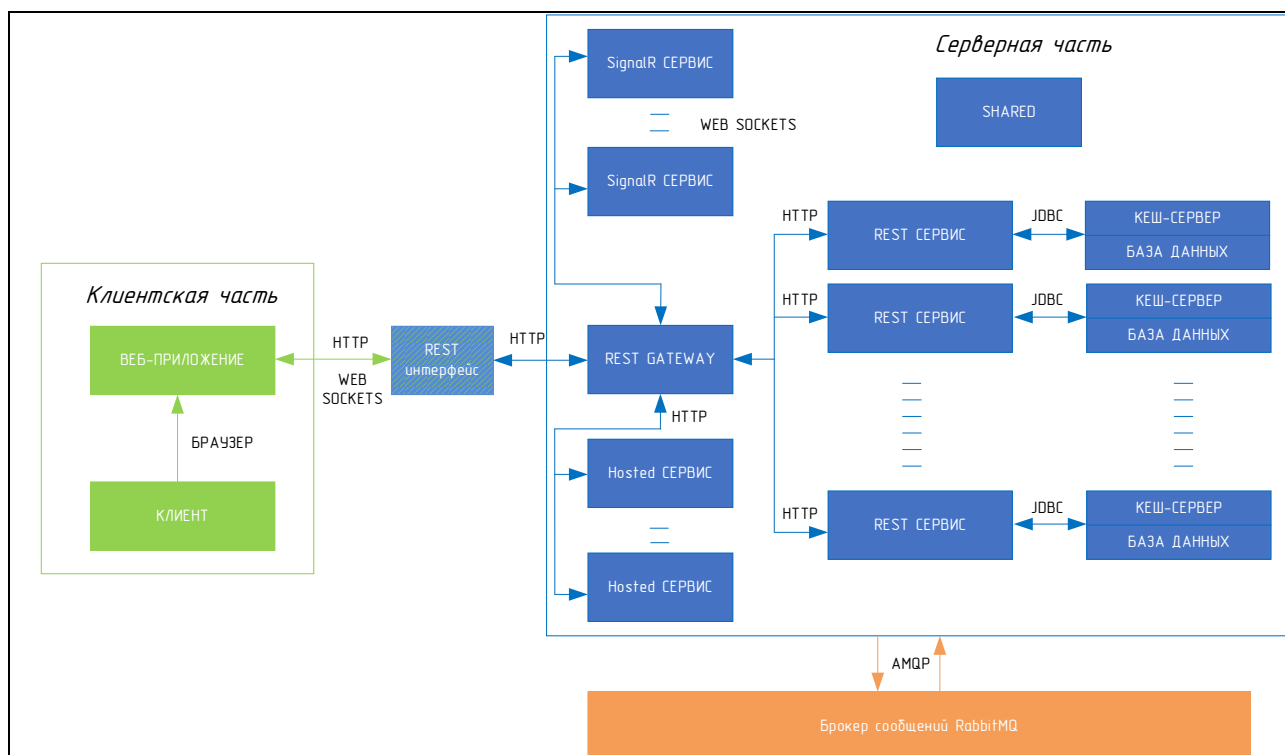 Серверная часть
SignalR СЕРВИС
WEB SOCKETS
SignalR СЕРВИС
SHARED
Клиентская часть
ВЕБ-ПРИЛОЖЕНИЕ
БРАУЗЕР
КЛИЕНТ
HTTP
WEB
SOCKETS
REST
интерфейс
HTTP
REST GATEWAY
HTTP
Hosted СЕРВИС
Hosted СЕРВИС
HTTP
REST СЕРВИС
JDBC
КЕШ-СЕРВЕР
БАЗА ДАННЫХ
HTTP
REST СЕРВИС
JDBC
КЕШ-СЕРВЕР
БАЗА ДАННЫХ
HTTP
REST СЕРВИС
JDBC
КЕШ-СЕРВЕР
БАЗА ДАННЫХ
AMQP
Брокер сообщений RabbitMQ